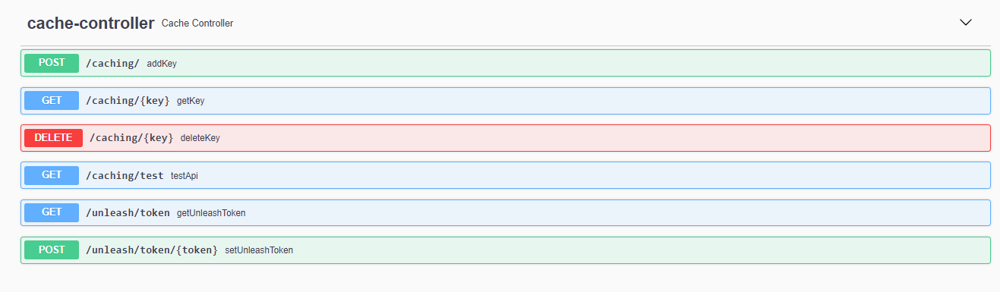 cache-controller Cache Controller
POST /caching/ addKey
GET /caching/{key} getKey
DELETE /caching/{key} deleteKey
GET /caching/test testApi
GET /unleash/token getUnleashToken
POST /unleash/token/{token} setUnleashToken